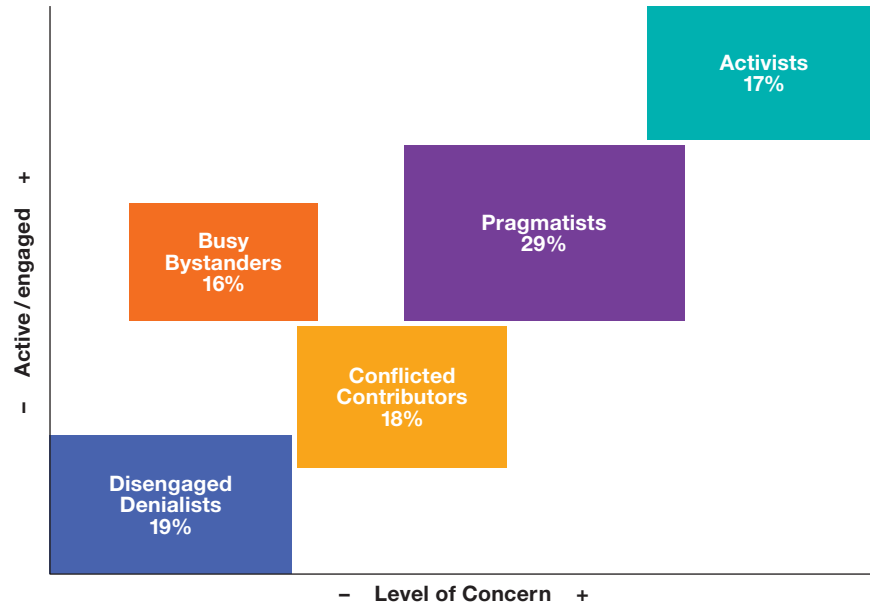 Activists
17%
Pragmatists
29%
Busy
Bystanders
16%
Conflicted
Contributors
18%
Disengaged
Denialists
19%
– Active/engaged +
– Level of Concern +